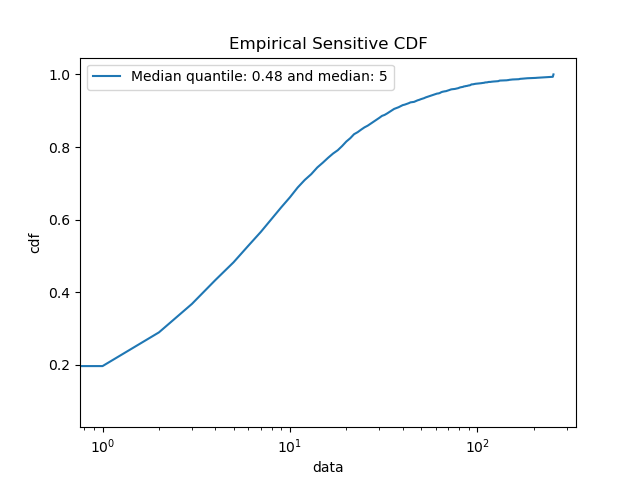 Empirical Sensitive CDF
Median quantile: 0.48 and median: 5
1.0
0.8
0.6
0.4
0.2
cdf
10⁰
10¹
10²
data